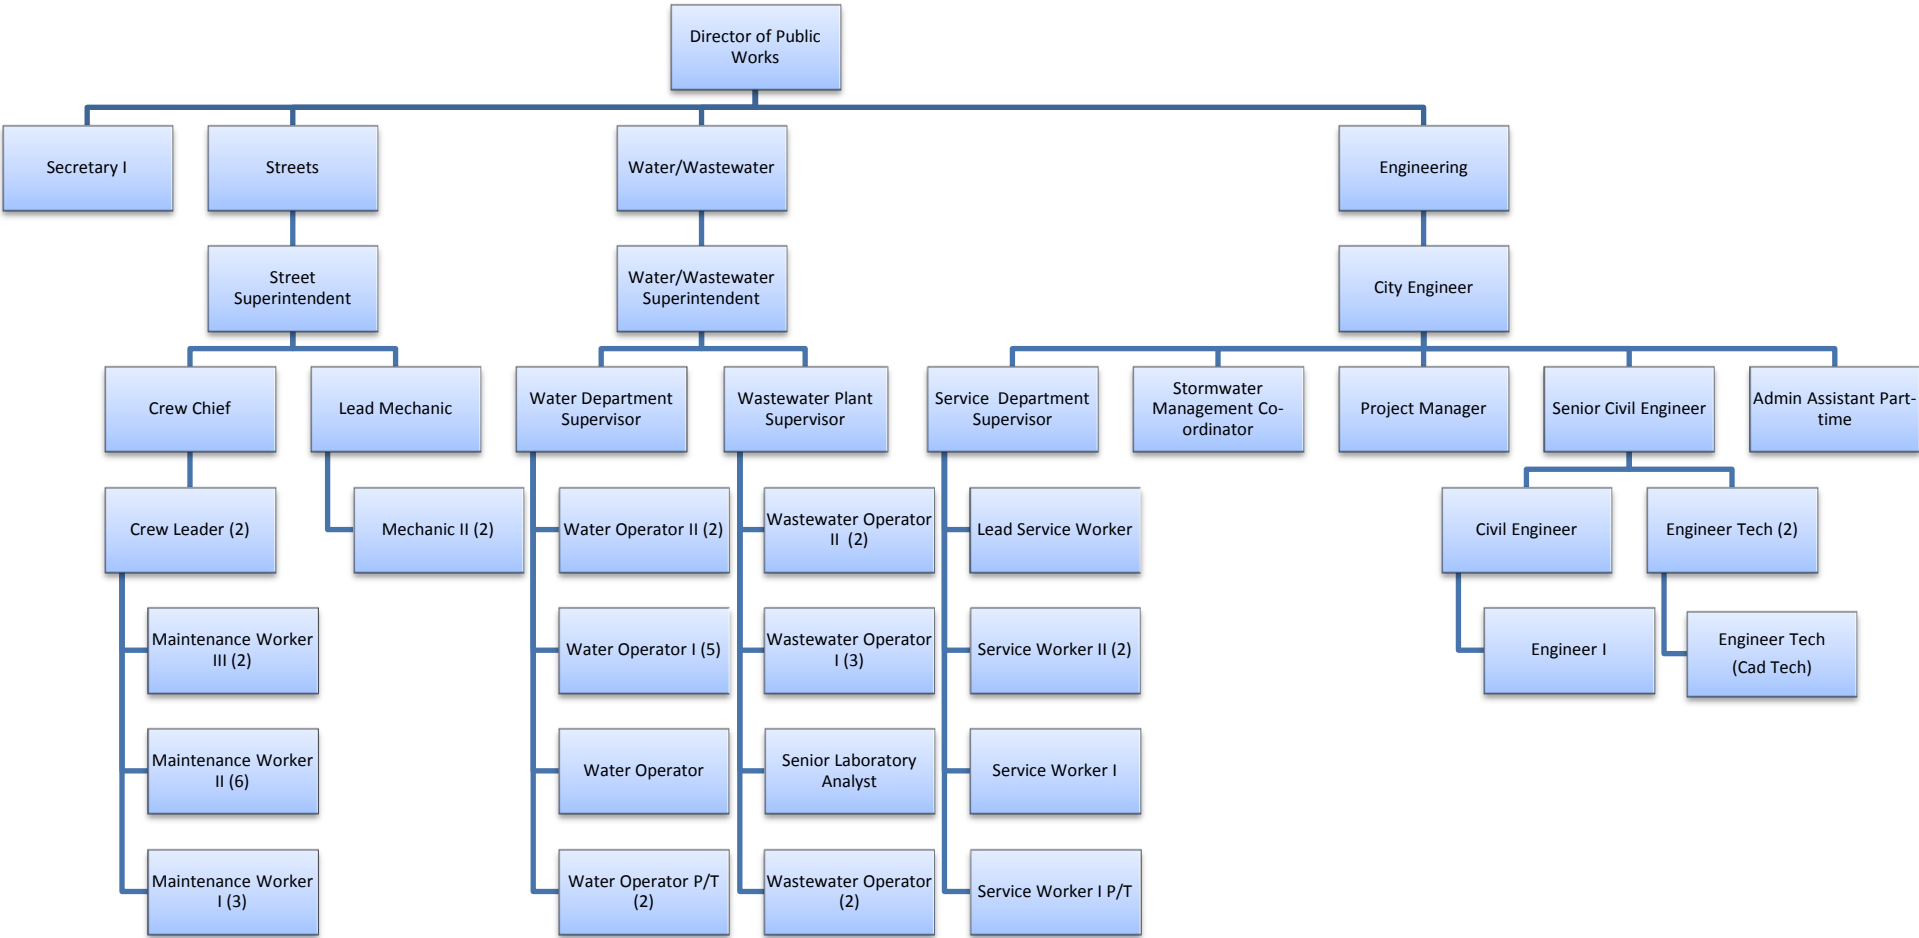 Director of Public
Works
Secretary I
Streets
Water/Wastewater
Engineering
Street
Superintendent
Water/Wastewater
Superintendent
City Engineer
Crew Chief
Lead Mechanic
Water Department
Supervisor
Wastewater Plant
Supervisor
Service Department
Supervisor
Stormwater
Management Co-
ordinator
Project Manager
Senior Civil Engineer
Admin Assistant Part-
time
Crew Leader (2)
Mechanic II (2)
Water Operator II (2)
Wastewater Operator
II (2)
Lead Service Worker
Civil Engineer
Engineer Tech (2)
Maintenance Worker
III (2)
Water Operator I (5)
Wastewater Operator
I (3)
Service Worker II (2)
Engineer I
Engineer Tech
(Cad Tech)
Maintenance Worker
II (6)
Water Operator
Senior Laboratory
Analyst
Service Worker I
Maintenance Worker
I (3)
Water Operator P/T
(2)
Wastewater Operator
(2)
Service Worker I P/T